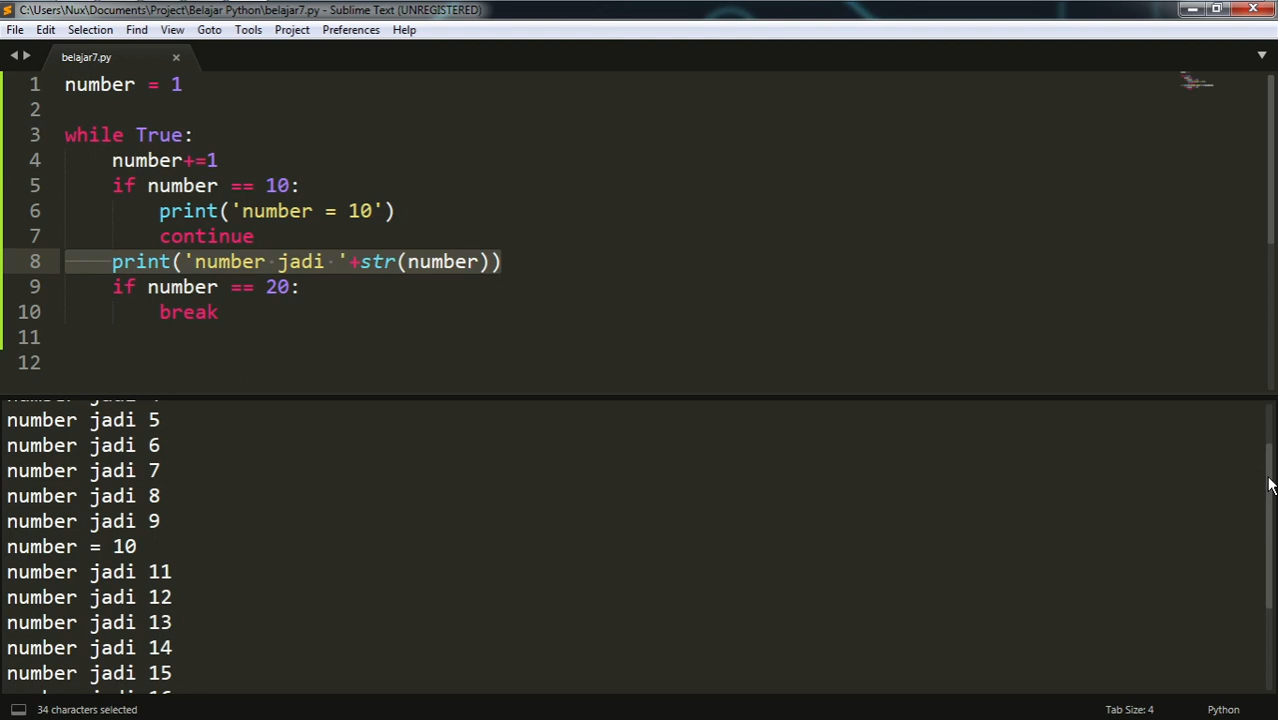 C:\Users\Nux\Documents\Project\Belajar Python\belajar7.py - Sublime Text (UNREGISTERED)
File Edit Selection Find View Goto Tools Project Preferences Help
belajar7.py ×
1 number = 1
2
3 while True:
4     number+=1
5     if number == 10:
6         print('number = 10')
7         continue
8     print('number jadi '+str(number))
9     if number == 20:
10         break
11
12
number jadi 5
number jadi 6
number jadi 7
number jadi 8
number jadi 9
number = 10
number jadi 11
number jadi 12
number jadi 13
number jadi 14
number jadi 15
34 characters selected Tab Size: 4 Python